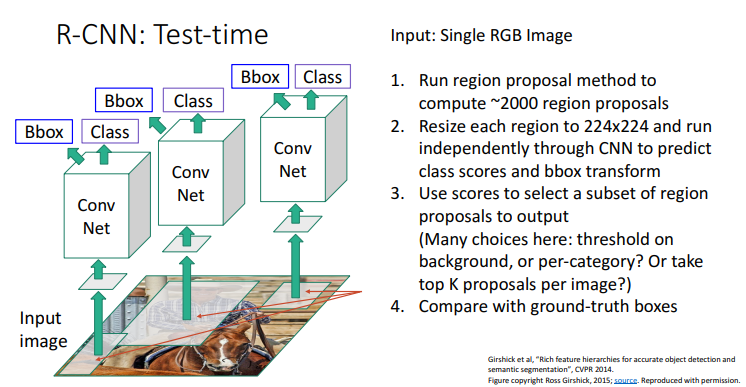 R-CNN: Test-time
Bbox
Class
Bbox
Class
Bbox
Class
Conv
Net
Conv
Net
Conv
Net
Input
image
Input: Single RGB Image
1. Run region proposal method to
compute ~2000 region proposals
2. Resize each region to 224x224 and run
independently through CNN to predict
class scores and bbox transform
3. Use scores to select a subset of region
proposals to output
(Many choices here: threshold on
background, or per-category? Or take
top K proposals per image?)
4. Compare with ground-truth boxes
Girshick et al, "Rich feature hierarchies for accurate object detection and
semantic segmentation", CVPR 2014.
Figure copyright Ross Girshick, 2015; source. Reproduced with permission.